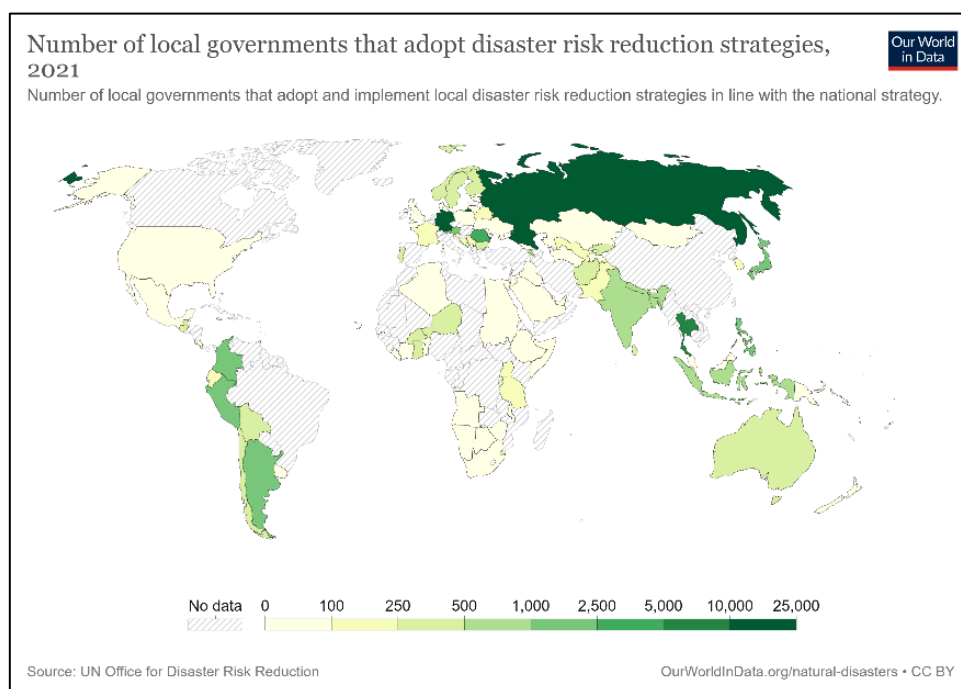 Number of local governments that adopt disaster risk reduction strategies,
2021
Our World
in Data
Number of local governments that adopt and implement local disaster risk reduction strategies in line with the national strategy.
No data 0 100 250 500 1,000 2,500 5,000 10,000 25,000
Source: UN Office for Disaster Risk Reduction OurWorldInData.org/natural-disasters • CC BY